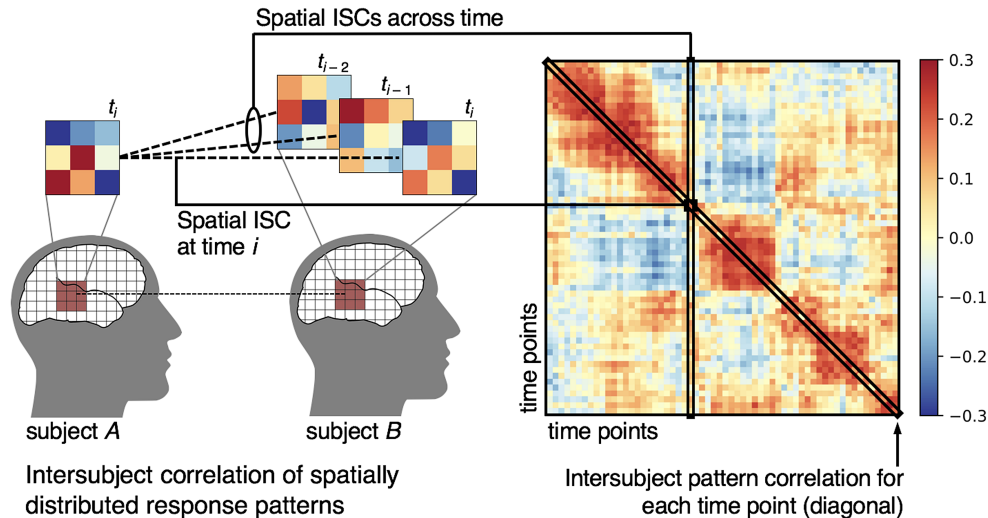 Spatial ISCs across time
t_{i−2}
t_{i−1}
t_i
t_i
Spatial ISC
at time i
subject A
subject B
Intersubject correlation of spatially
distributed response patterns
time points
time points
0.3
0.2
0.1
0.0
−0.1
−0.2
−0.3
Intersubject pattern correlation for
each time point (diagonal)